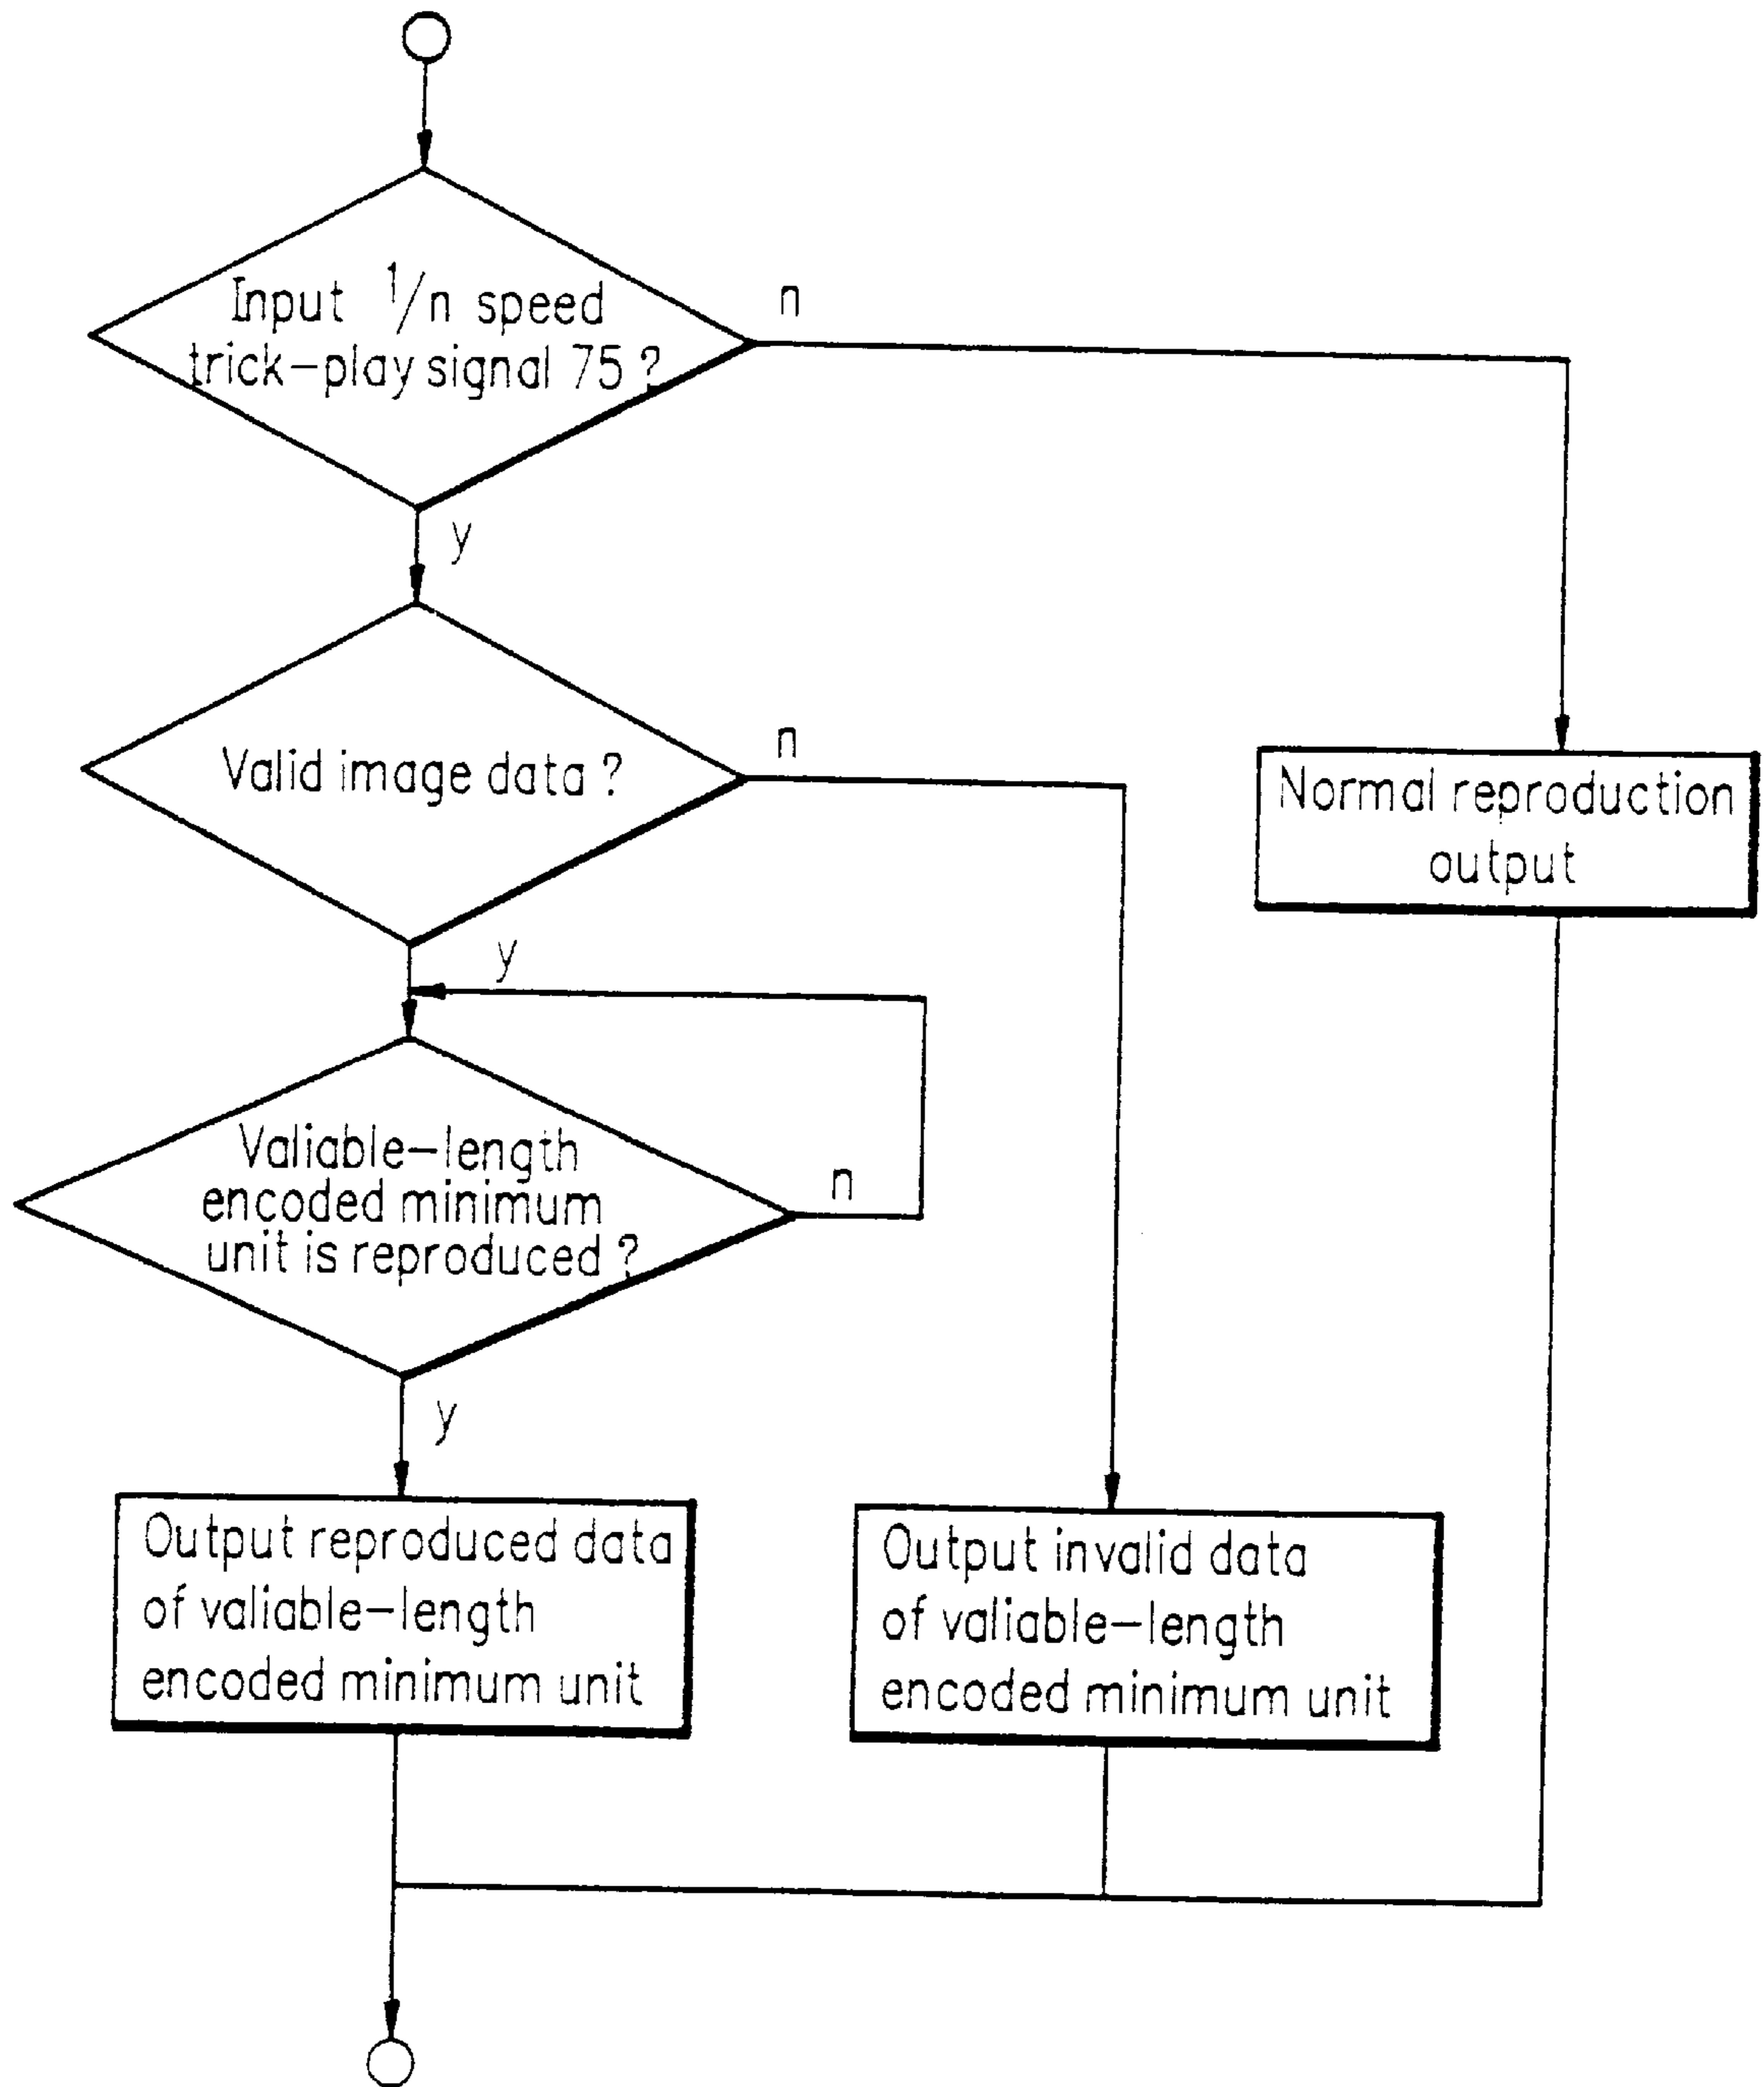 Input 1/n speed
trick-play signal 75 ?
n
y
Valid image data ?
n
y
Normal reproduction
output
Valiable-length
encoded minimum
unit is reproduced ?
n
y
Output reproduced data
of valiable-length
encoded minimum unit
Output invalid data
of valiable-length
encoded minimum unit